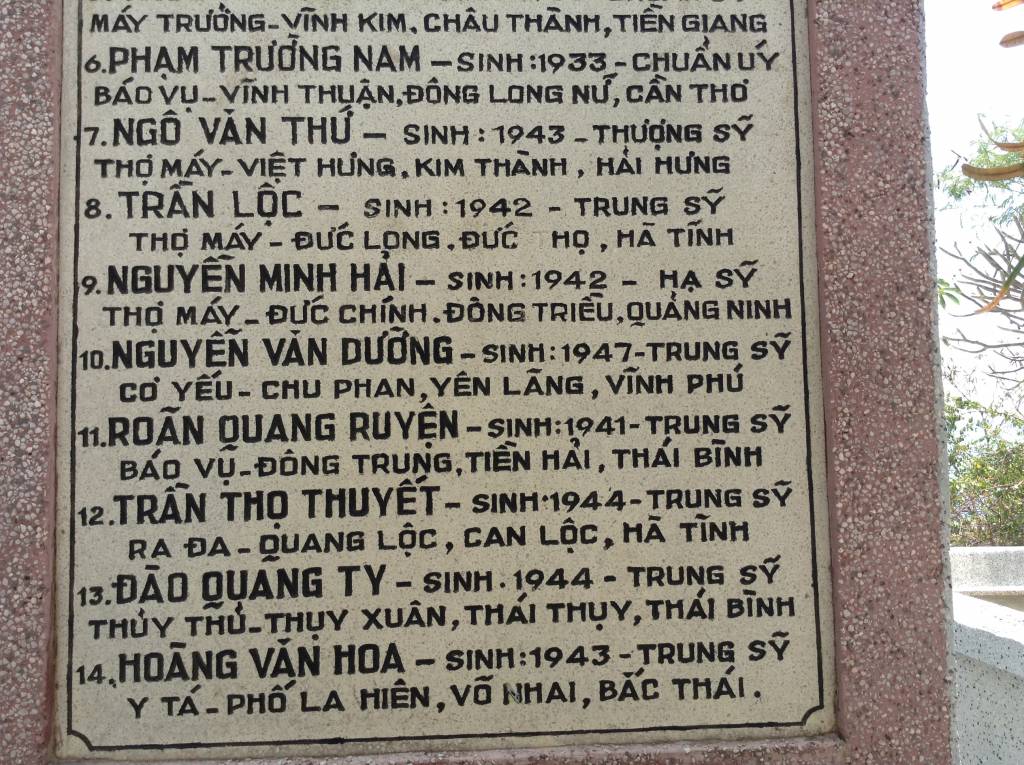 MÁY TRƯỞNG-VĨNH KIM, CHÂU THÀNH, TIỀN GIANG
6. PHẠM TRƯỜNG NAM – SINH: 1933 - CHUẨN ÚY
BÁO VỤ - VĨNH THUẬN, ĐÔNG LONG NỮ, CẦN THƠ
7. NGÔ VĂN THỨ – SINH: 1943 - THƯỢNG SỸ
THỢ MÁY - VIỆT HƯNG, KIM THÀNH, HẢI HƯNG
8. TRẦN LỘC – SINH: 1942 - TRUNG SỸ
THỢ MÁY - ĐỨC LONG, ĐỨC HỌ, HÀ TĨNH
9. NGUYỄN MINH HẢI – SINH: 1942 - HẠ SỸ
THỢ MÁY - ĐỨC CHÍNH, ĐÔNG TRIỀU, QUẢNG NINH
10. NGUYỄN VĂN DƯỠNG – SINH: 1947 - TRUNG SỸ
CƠ YẾU - CHU PHAN, YÊN LÃNG, VĨNH PHÚ
11. ROÃN QUANG RUYỆN – SINH: 1941 - TRUNG SỸ
BÁO VỤ - ĐÔNG TRUNG, TIỀN HẢI, THÁI BÌNH
12. TRẦN THỌ THUYẾT – SINH: 1944 - TRUNG SỸ
RA ĐA - QUANG LỘC, CAN LỘC, HÀ TĨNH
13. ĐÀO QUẢNG TY – SINH. 1944 - TRUNG SỸ
THỦY THỦ - THỤY XUÂN, THÁI THỤY, THÁI BÌNH
14. HOÀNG VĂN HOA – SINH: 1943 - TRUNG SỸ
Y TÁ - PHỐ LA HIÊN, VÕ NHAI, BẮC THÁI.